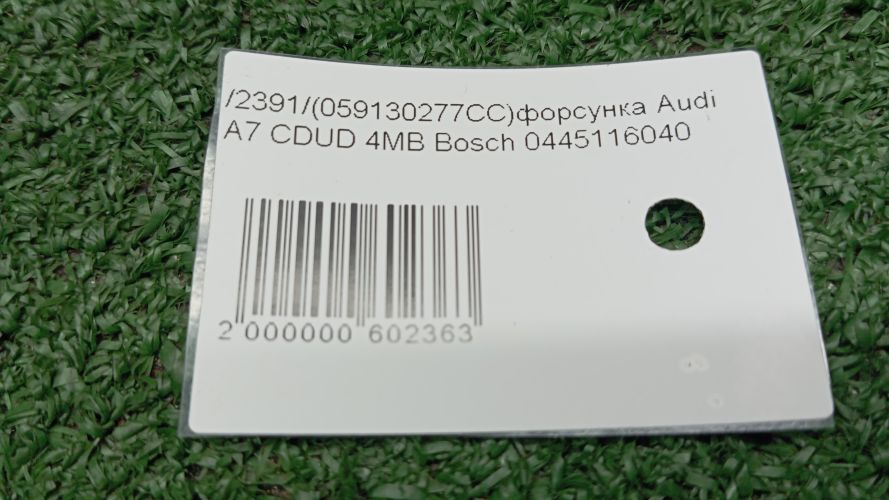 /2391/(059130277CC)форсунка Audi
A7 CDUD 4MB Bosch 0445116040
2 000000 602363